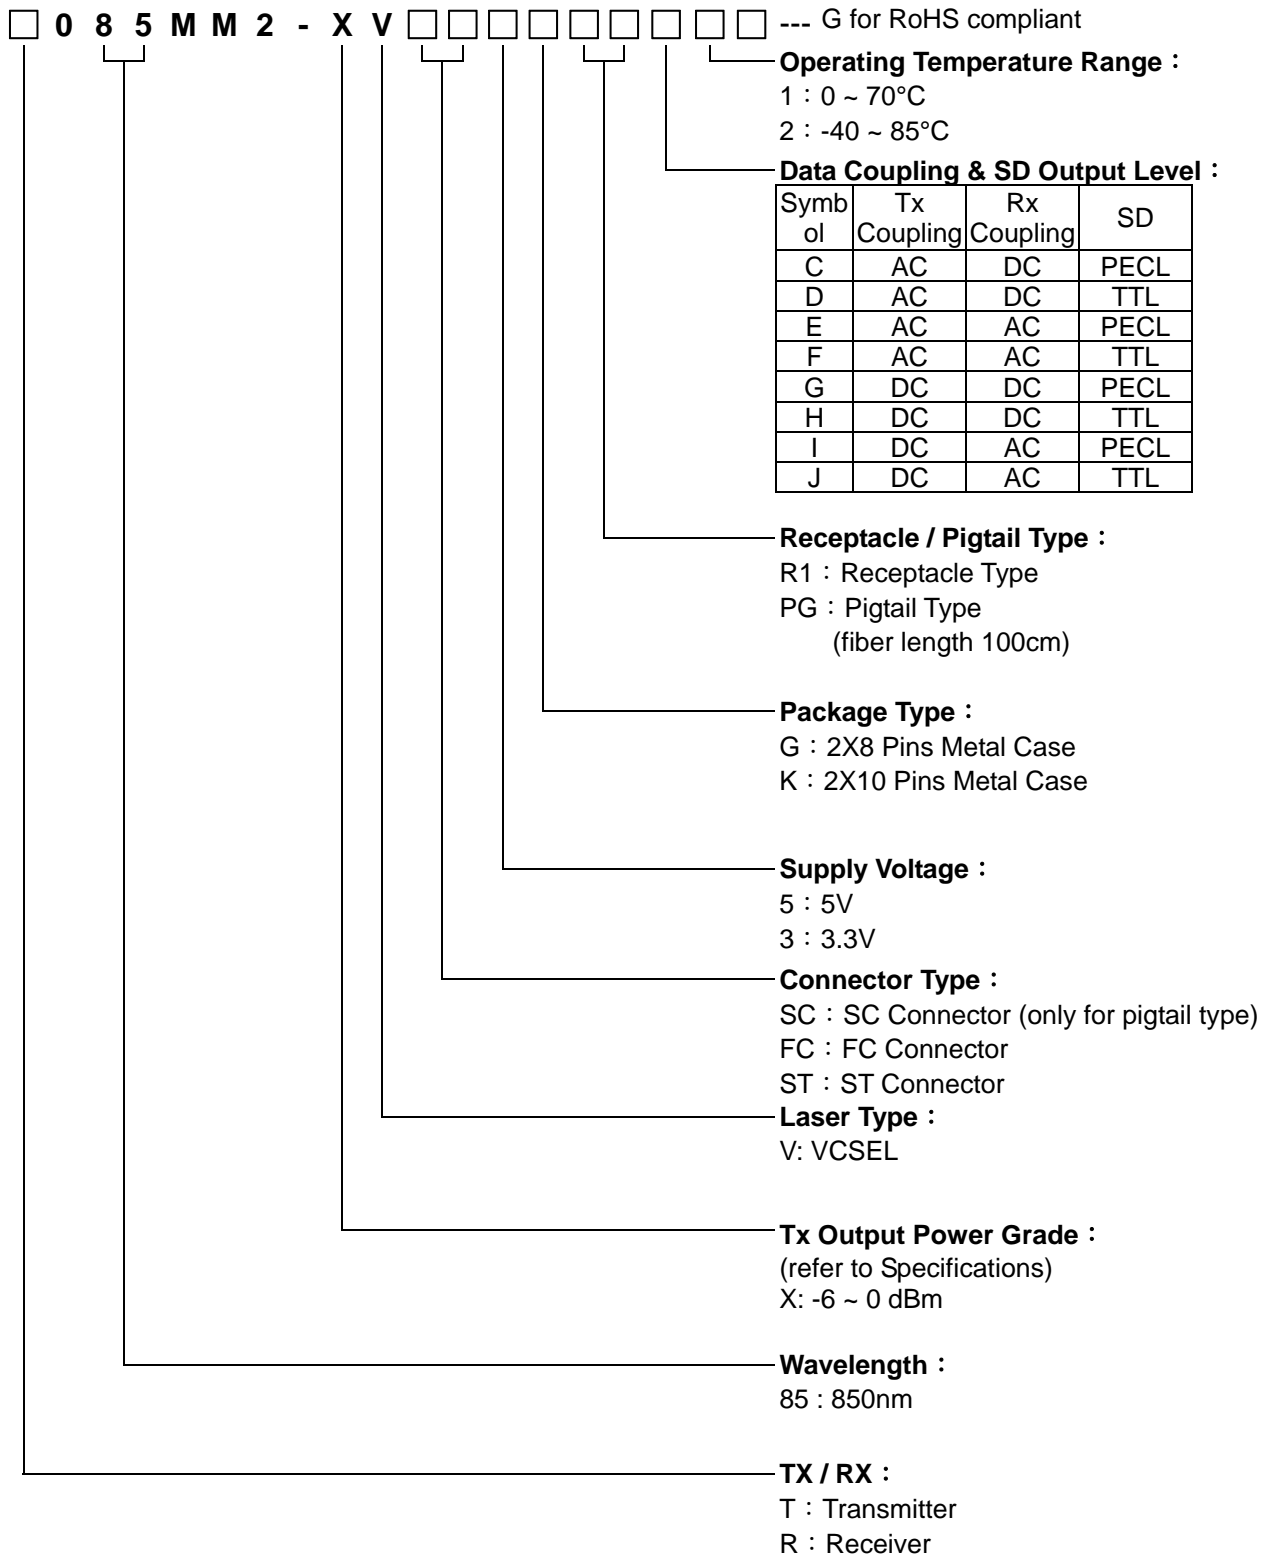 □ 0 8 5 M M 2 - X V □ □ □ □ □ □ □ □ □ --- G for RoHS compliant
Operating Temperature Range：
1：0 ~ 70°C
2：-40 ~ 85°C
Data Coupling & SD Output Level：
Symbol Tx Coupling Rx Coupling SD
C AC DC PECL
D AC DC TTL
E AC AC PECL
F AC AC TTL
G DC DC PECL
H DC DC TTL
I DC AC PECL
J DC AC TTL
Receptacle / Pigtail Type：
R1：Receptacle Type
PG：Pigtail Type
(fiber length 100cm)
Package Type：
G：2X8 Pins Metal Case
K：2X10 Pins Metal Case
Supply Voltage：
5：5V
3：3.3V
Connector Type：
SC：SC Connector (only for pigtail type)
FC：FC Connector
ST：ST Connector
Laser Type：
V: VCSEL
Tx Output Power Grade：
(refer to Specifications)
X: -6 ~ 0 dBm
Wavelength：
85 : 850nm
TX / RX：
T：Transmitter
R：Receiver